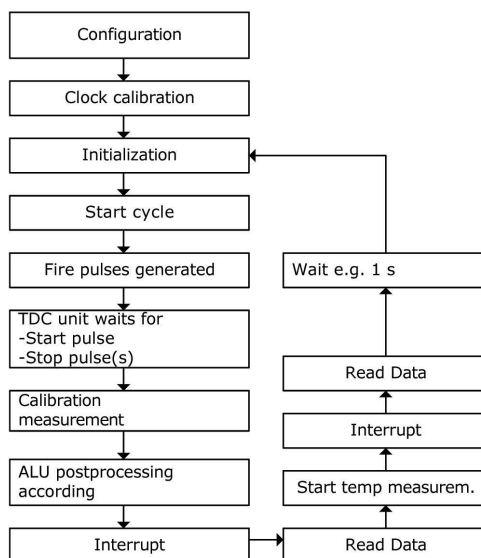 Configuration
Clock calibration
Initialization
Start cycle
Fire pulses generated
TDC unit waits for
-Start pulse
-Stop pulse(s)
Calibration
measurement
ALU postprocessing
according
Interrupt
Read Data
Start temp measurem.
Interrupt
Read Data
Wait e.g. 1 s